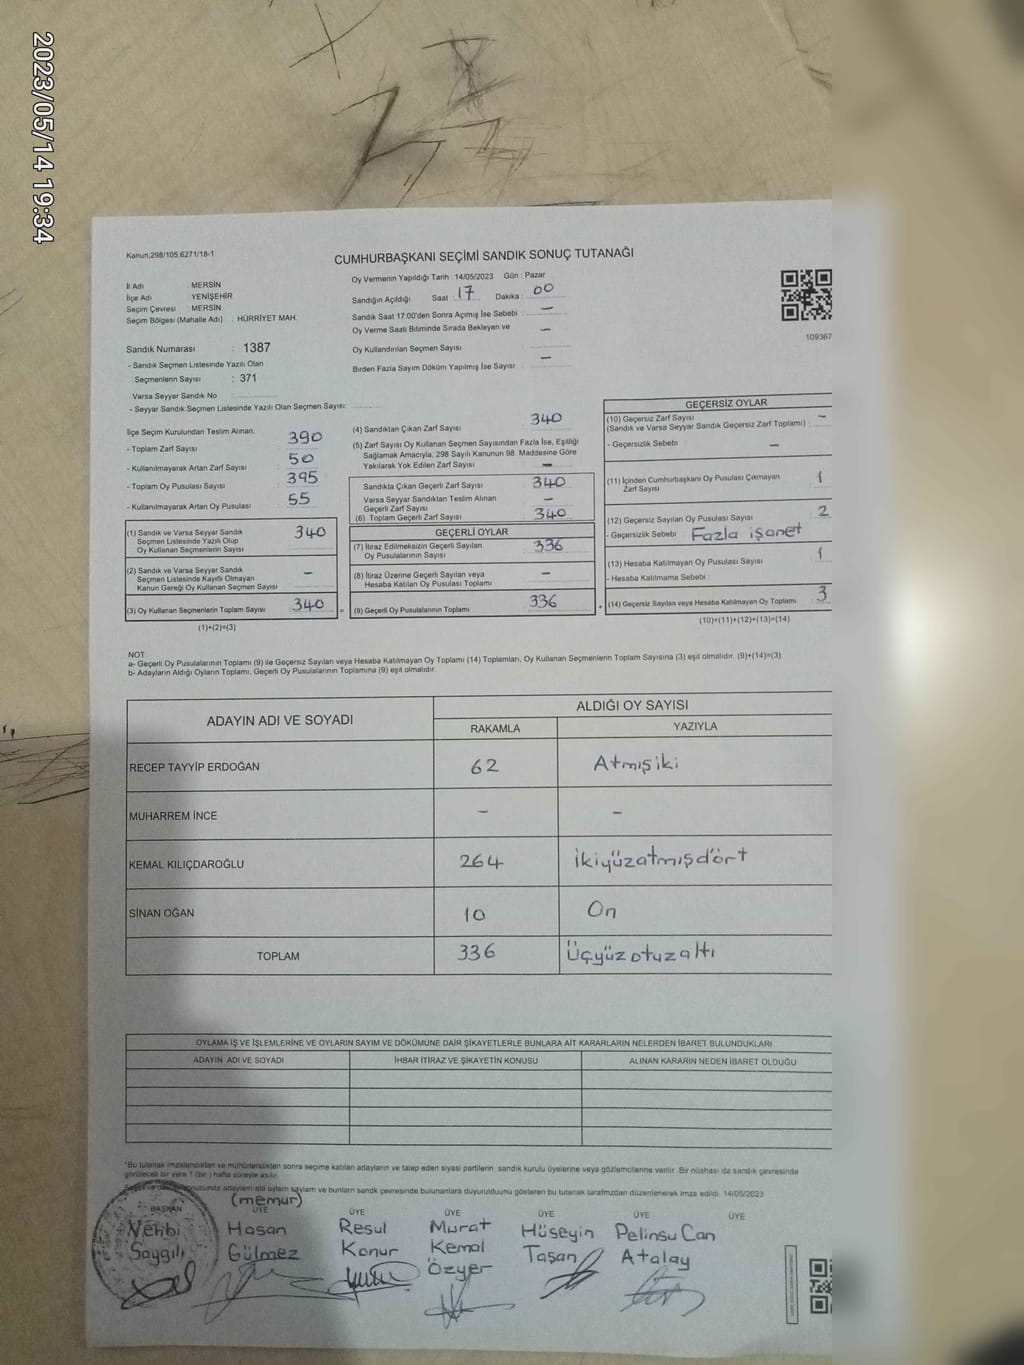 2023/05/14 19:34
Kanun:298/105.6271/18-1
CUMHURBAŞKANI SEÇİMİ SANDIK SONUÇ TUTANAĞI
İl Adı : MERSİN
İlçe Adı : YENİŞEHİR
Seçim Çevresi : MERSİN
Seçim Bölgesi (Mahalle Adı) : HÜRRİYET MAH.
Sandık Numarası : 1387
- Sandık Seçmen Listesinde Yazılı Olan
Seçmenlerin Sayısı : 371
Varsa Seyyar Sandık No
- Seyyar Sandık Seçmen Listesinde Yazılı Olan Seçmen Sayısı:
Oy Vermenin Yapıldığı Tarih : 14/05/2023 Gün : Pazar
Sandığın Açıldığı Saat : 17 Dakika : 00
Sandık Saat 17.00'den Sonra Açımış İse Sebebi : -
Oy Verme Saati Bitiminde Sırada Bekleyen ve -
Oy Kullandırılan Seçmen Sayısı
Birden Fazla Sayım Döküm Yapılmış İse Sayısı : -
109367
İlçe Seçim Kurulundan Teslim Alınan:
- Toplam Zarf Sayısı 390
- Kullanılmayarak Artan Zarf Sayısı 50
- Toplam Oy Pusulası Sayısı 395
- Kullanılmayarak Artan Oy Pusulası 55
(1) Sandık ve Varsa Seyyar Sandık 340
Seçmen Listesinde Yazılı Olup
Oy Kullanan Seçmenlerin Sayısı
(2) Sandık ve Varsa Seyyar Sandık -
Seçmen Listesinde Kayıtlı Olmayan
Kanun Gereği Oy Kullanan Seçmen Sayısı
(3) Oy Kullanan Seçmenlerin Toplam Sayısı 340 =
(1)+(2)=(3)
(4) Sandıktan Çıkan Zarf Sayısı 340
(5) Zarf Sayısı Oy Kullanan Seçmen Sayısından Fazla İse, Eşitliği
Sağlamak Amacıyla, 298 Sayılı Kanunun 98. Maddesine Göre
Yakılarak Yok Edilen Zarf Sayısı -
Sandıkta Çıkan Geçerli Zarf Sayısı 340
Varsa Seyyar Sandıktan Teslim Alınan -
Geçerli Zarf Sayısı
(6) Toplam Geçerli Zarf Sayısı 340
GEÇERLİ OYLAR
(7) İtiraz Edilmeksizin Geçerli Sayılan 336
Oy Pusulalarının Sayısı
(8) İtiraz Üzerine Geçerli Sayılan veya -
Hesaba Katılan Oy Pusulası Toplamı
(9) Geçerli Oy Pusulalarının Toplamı 336 +
GEÇERSİZ OYLAR
(10) Geçersiz Zarf Sayısı -
(Sandık ve Varsa Seyyar Sandık Geçersiz Zarf Toplamı) :
- Geçersizlik Sebebi : -
(11) İçinden Cumhurbaşkanı Oy Pusulası Çıkmayan 1
Zarf Sayısı
(12) Geçersiz Sayılan Oy Pusulası Sayısı 2
- Geçersizlik Sebebi Fazla işaret
(13) Hesaba Katılmayan Oy Pusulası Sayısı 1
- Hesaba Katılmama Sebebi :
(14) Geçersiz Sayılan veya Hesaba Katılmayan Oy Toplamı 3
(10)+(11)+(12)+(13)=(14)
NOT:
a- Geçerli Oy Pusulalarının Toplamı (9) ile Geçersiz Sayılan veya Hesaba Katılmayan Oy Toplamı (14) Toplamları, Oy Kullanan Seçmenlerin Toplam Sayısına (3) eşit olmalıdır. (9)+(14)=(3)
b- Adayların Aldığı Oyların Toplamı, Geçerli Oy Pusulalarının Toplamına (9) eşit olmalıdır.
ADAYIN ADI VE SOYADI ALDIĞI OY SAYISI
RAKAMLA YAZIYLA
RECEP TAYYİP ERDOĞAN 62 Atmışiki
MUHARREM İNCE - -
KEMAL KILIÇDAROĞLU 264 ikiyüzatmışdört
SİNAN OĞAN 10 On
TOPLAM 336 Üçyüzotuzaltı
OYLAMA İŞ VE İŞLEMLERİNE VE OYLARIN SAYIM VE DÖKÜMÜNE DAİR ŞİKAYETLERLE BUNLARA AİT KARARLARIN NELERDEN İBARET BULUNDUKLARI
ADAYIN ADI VE SOYADI İHBAR İTİRAZ VE ŞİKAYETİN KONUSU ALINAN KARARIN NEDEN İBARET OLDUĞU
*Bu tutanak imzalandıktan ve mühürlendikten sonra seçime katılan adayların ve talep eden siyasi partilerin sandık kurulu üyelerine veya gözlemcilerine verilir. Bir nüshası da sandık çevresinde
görülecek bir yere 1 (bir) hafta süreyle asılır.
adayların aldığı oyların sayım ve bunların sandık çevresinde bulunanlara duyurulduğunu gösteren bu tutanak tarafımızdan düzenlenerek imza edildi. 14/05/2023
(memur)
BAŞKAN ÜYE ÜYE ÜYE ÜYE ÜYE ÜYE
Vehbi Hasan Resul Murat Hüseyin Pelinsu Can
Saygılı Gülmez Konur Kemal Taşan Atalay
Özyer